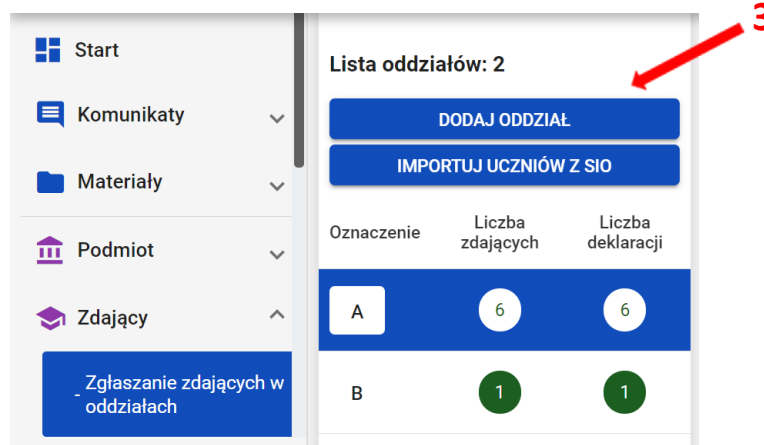 3
Start
Komunikaty
Materiały
Podmiot
Zdający
- Zgłaszanie zdających w
oddziałach
Lista oddziałów: 2
DODAJ ODDZIAŁ
IMPORTUJ UCZNIÓW Z SIO
Oznaczenie Liczba zdających Liczba deklaracji
A 6 6
B 1 1